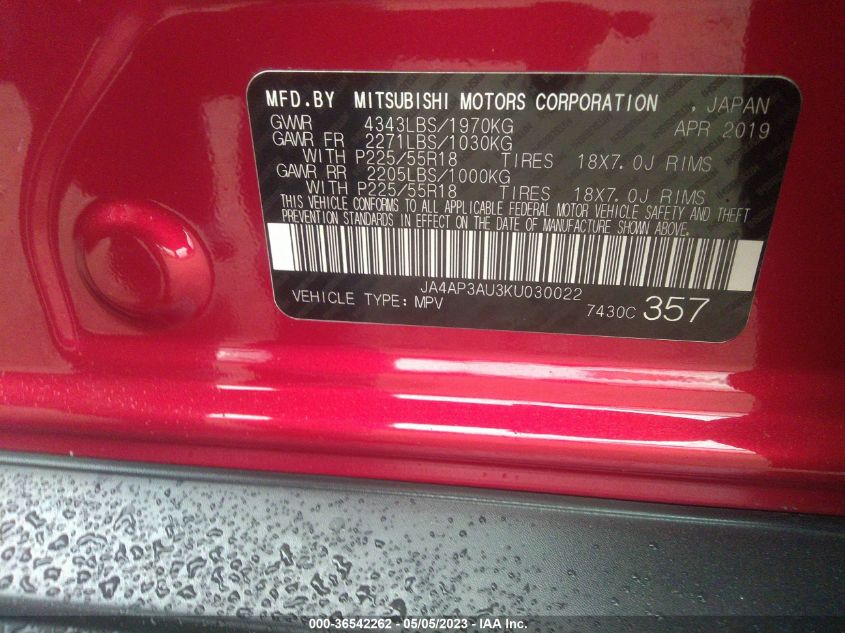 MFD.BY MITSUBISHI MOTORS CORPORATION , JAPAN
GVWR 4343LBS/1970KG APR 2019
GAWR FR 2271LBS/1030KG
WITH P225/55R18 TIRES 18X7.0J RIMS
GAWR RR 2205LBS/1000KG
WITH P225/55R18 TIRES 18X7.0J RIMS
THIS VEHICLE CONFORMS TO ALL APPLICABLE FEDERAL MOTOR VEHICLE SAFETY AND THEFT
PREVENTION STANDARDS IN EFFECT ON THE DATE OF MANUFACTURE SHOWN ABOVE.
JA4AP3AU3KU030022
VEHICLE TYPE: MPV 7430C 357
000-36542262 - 05/05/2023 - IAA Inc.